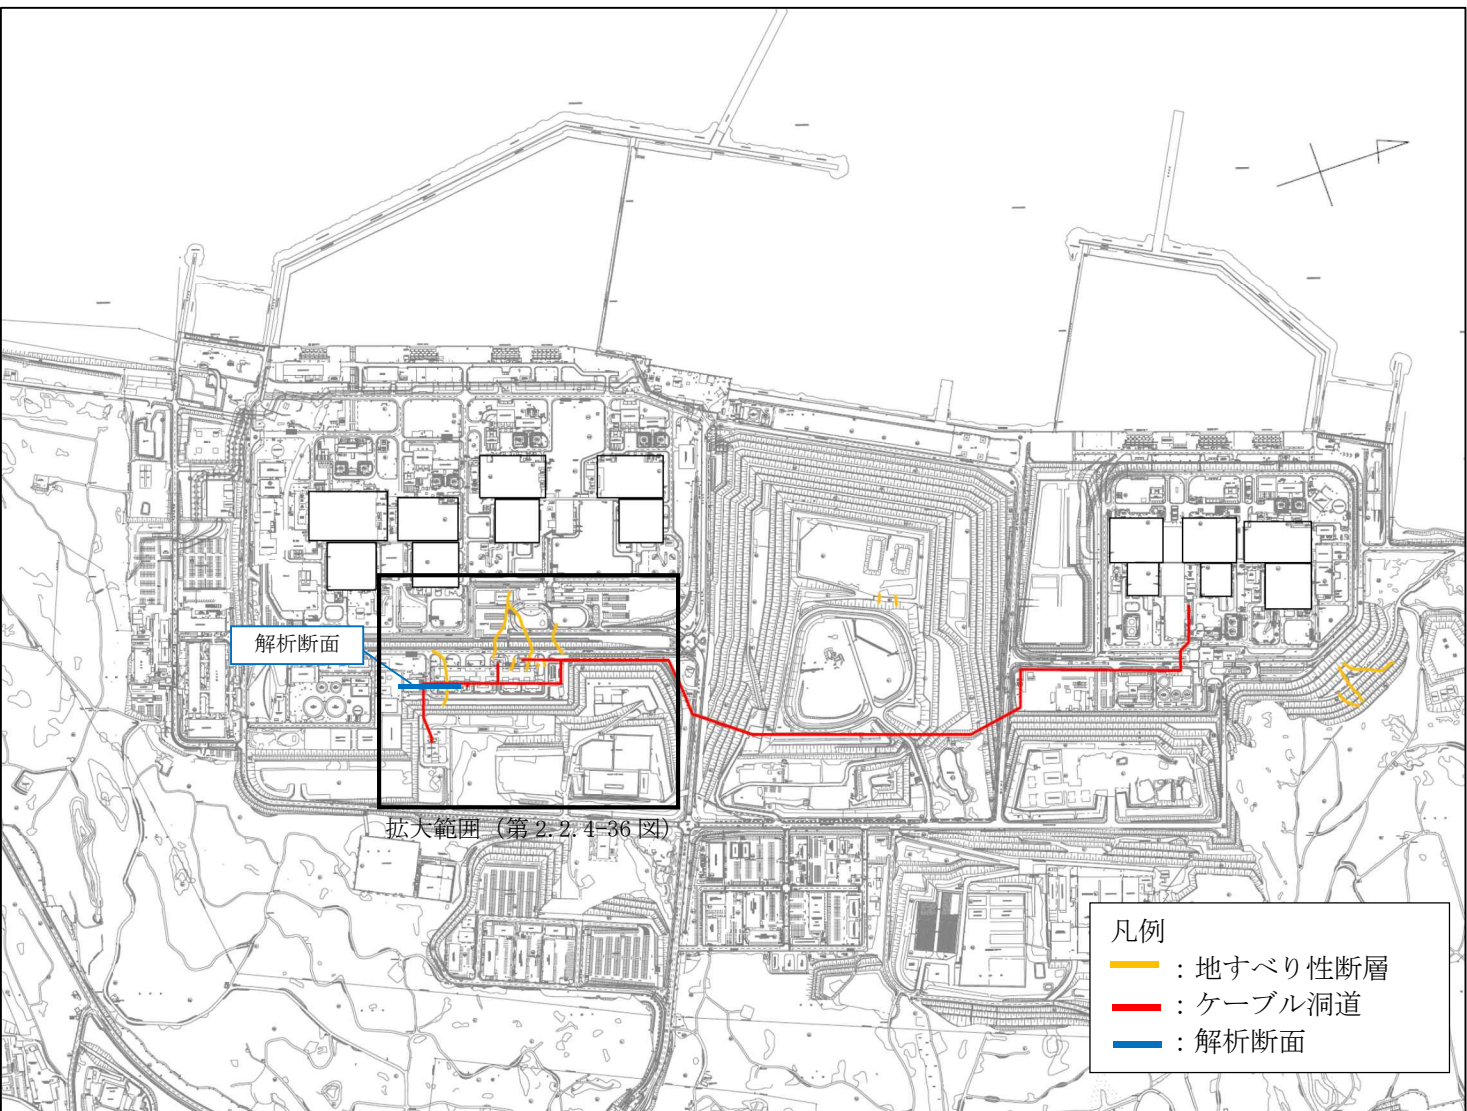 解析断面
拡大範囲（第 2.2.4-36 図）
凡例
：地すべり性断層
：ケーブル洞道
：解析断面